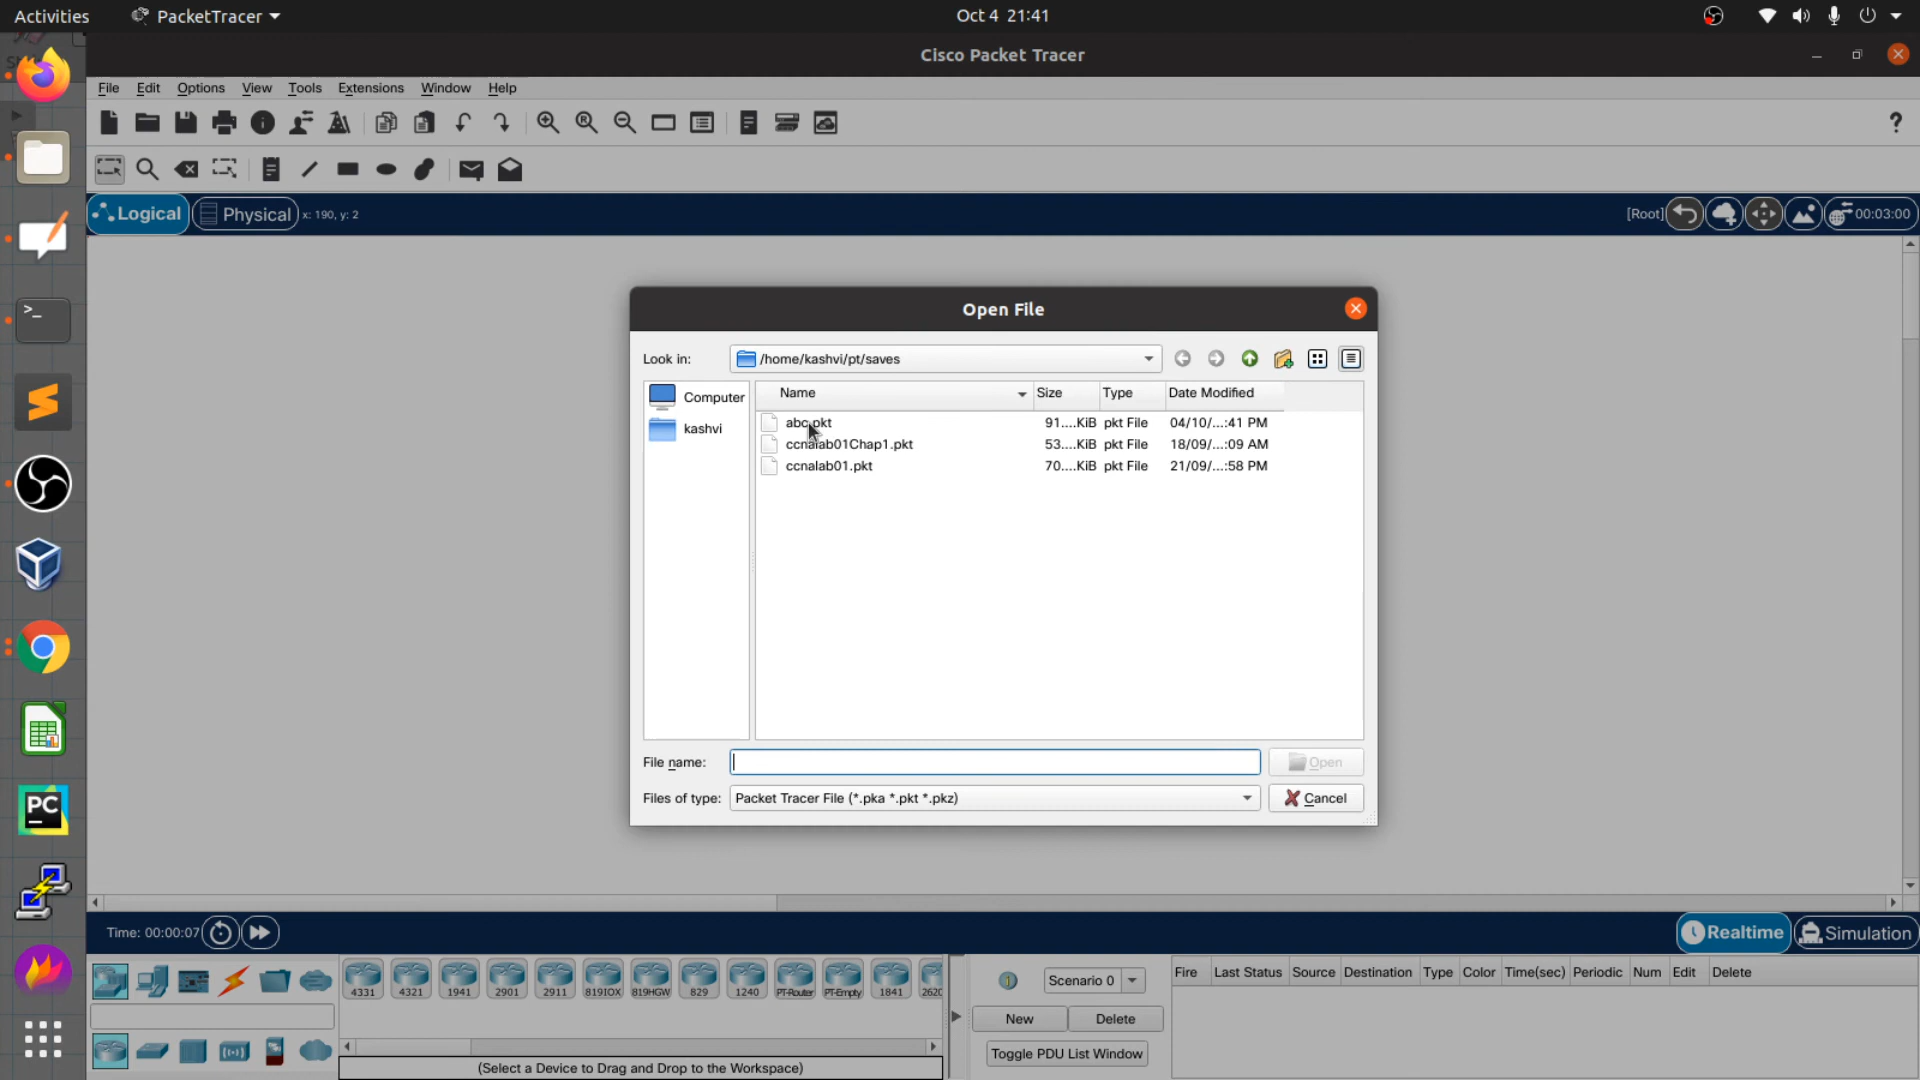 Activities PacketTracer Oct 4 21:41
Cisco Packet Tracer
File Edit Options View Tools Extensions Window Help
?
Logical Physical x: 190, y: 2 [Root] 00:03:00
Open File
Look in: /home/kashvi/pt/saves
Computer
kashvi
Name Size Type Date Modified
abc.pkt 91....KiB pkt File 04/10/...:41 PM
ccnalab01Chap1.pkt 53....KiB pkt File 18/09/...:09 AM
ccnalab01.pkt 70....KiB pkt File 21/09/...:58 PM
File name: Open
Files of type: Packet Tracer File (*.pka *.pkt *.pkz) Cancel
PC
Time: 00:00:07 Realtime Simulation
4331 4321 1941 2901 2911 819IOX 819HGW 829 1240 PT-Router PT-Empty 1841
Scenario 0
New Delete
Toggle PDU List Window
Fire Last Status Source Destination Type Color Time(sec) Periodic Num Edit Delete
(Select a Device to Drag and Drop to the Workspace)